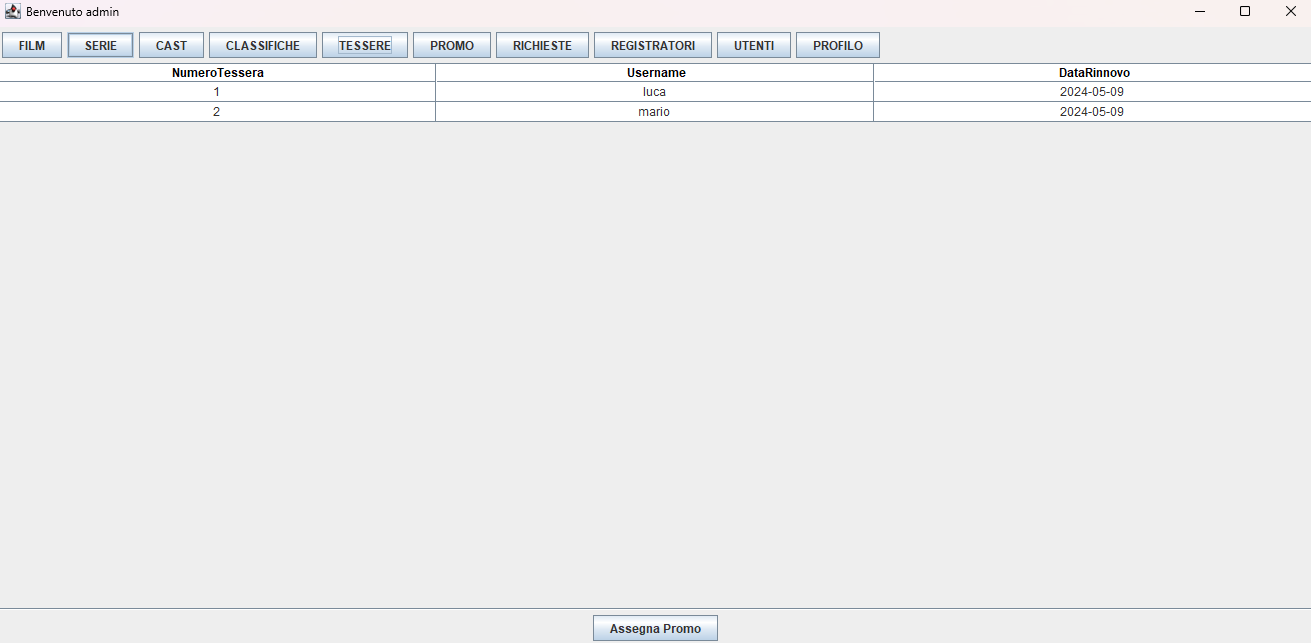 Benvenuto admin
FILM SERIE CAST CLASSIFICHE TESSERE PROMO RICHIESTE REGISTRATORI UTENTI PROFILO
NumeroTessera Username DataRinnovo
1 luca 2024-05-09
2 mario 2024-05-09
Assegna Promo